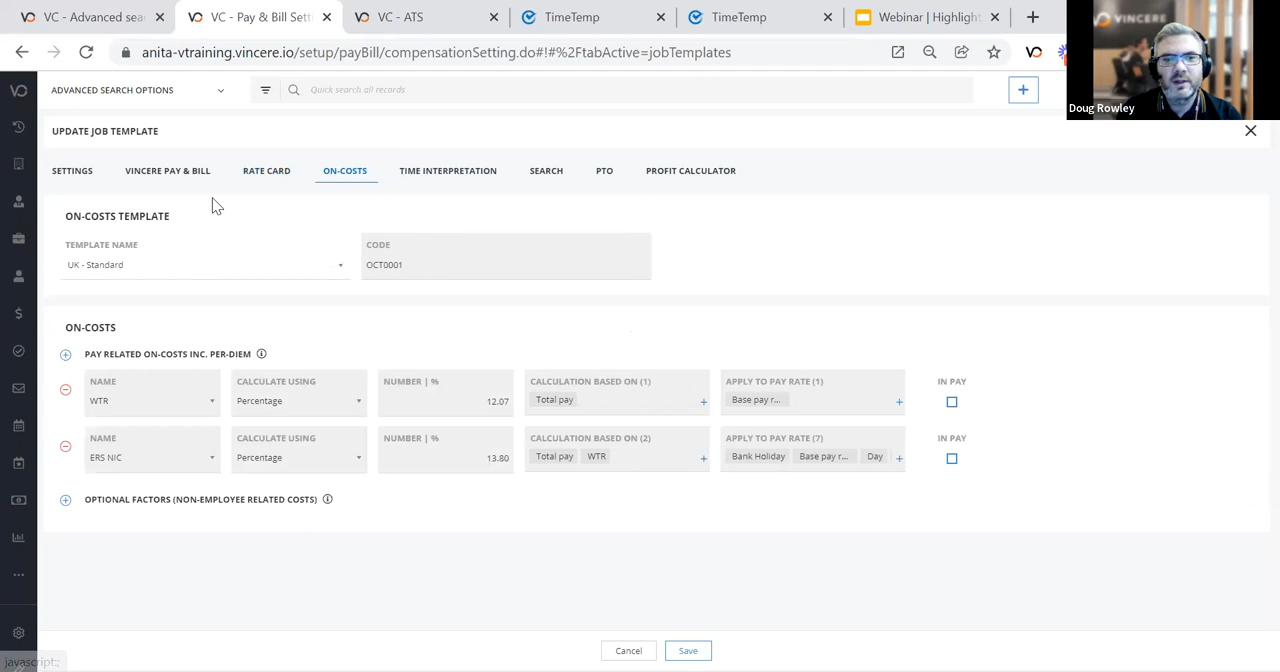 VC - Advanced sea
VC - Pay & Bill Setti
VC - ATS
TimeTemp
TimeTemp
Webinar | Highlight
anita-vtraining.vincere.io/setup/payBill/compensationSetting.do#!#%2FtabActive=jobTemplates
VINCERE
Doug Rowley
ADVANCED SEARCH OPTIONS
Quick search all records
UPDATE JOB TEMPLATE
SETTINGS VINCERE PAY & BILL RATE CARD ON-COSTS TIME INTERPRETATION SEARCH PTO PROFIT CALCULATOR
ON-COSTS TEMPLATE
TEMPLATE NAME CODE
UK - Standard OCT0001
ON-COSTS
PAY RELATED ON-COSTS INC. PER-DIEM
NAME CALCULATE USING NUMBER | % CALCULATION BASED ON (1) APPLY TO PAY RATE (1) IN PAY
WTR Percentage 12.07 Total pay Base pay r...
NAME CALCULATE USING NUMBER | % CALCULATION BASED ON (2) APPLY TO PAY RATE (7) IN PAY
ERS NIC Percentage 13.80 Total pay WTR Bank Holiday Base pay r... Day
OPTIONAL FACTORS (NON-EMPLOYEE RELATED COSTS)
Cancel Save
javascript:;